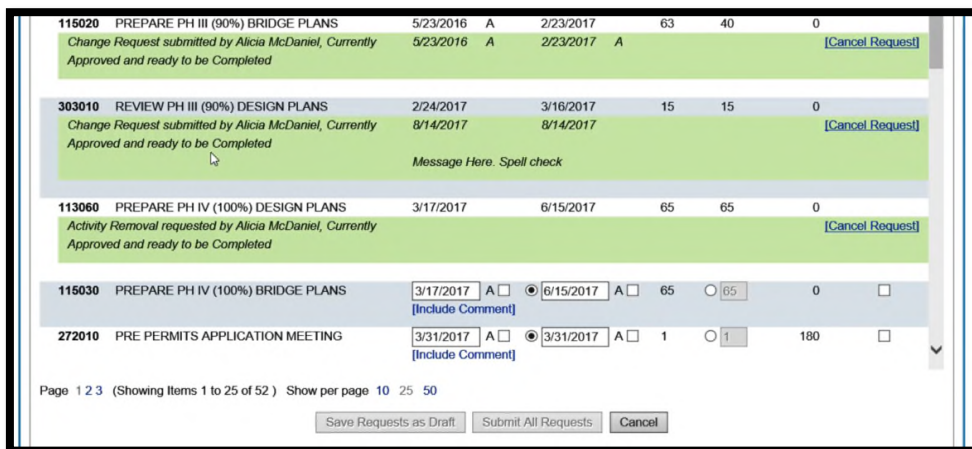 115020 PREPARE PH III (90%) BRIDGE PLANS 5/23/2016 A 2/23/2017 63 40 0
Change Request submitted by Alicia McDaniel, Currently 5/23/2016 A 2/23/2017 A [Cancel Request]
Approved and ready to be Completed
303010 REVIEW PH III (90%) DESIGN PLANS 2/24/2017 3/16/2017 15 15 0
Change Request submitted by Alicia McDaniel, Currently 8/14/2017 8/14/2017 [Cancel Request]
Approved and ready to be Completed
Message Here. Spell check
113060 PREPARE PH IV (100%) DESIGN PLANS 3/17/2017 6/15/2017 65 65 0
Activity Removal requested by Alicia McDaniel, Currently [Cancel Request]
Approved and ready to be Completed
115030 PREPARE PH IV (100%) BRIDGE PLANS 3/17/2017 A 6/15/2017 A 65 65 0
[Include Comment]
272010 PRE PERMITS APPLICATION MEETING 3/31/2017 A 3/31/2017 A 1 1 180
[Include Comment]
Page 1 2 3 (Showing Items 1 to 25 of 52 ) Show per page 10 25 50
Save Requests as Draft Submit All Requests Cancel